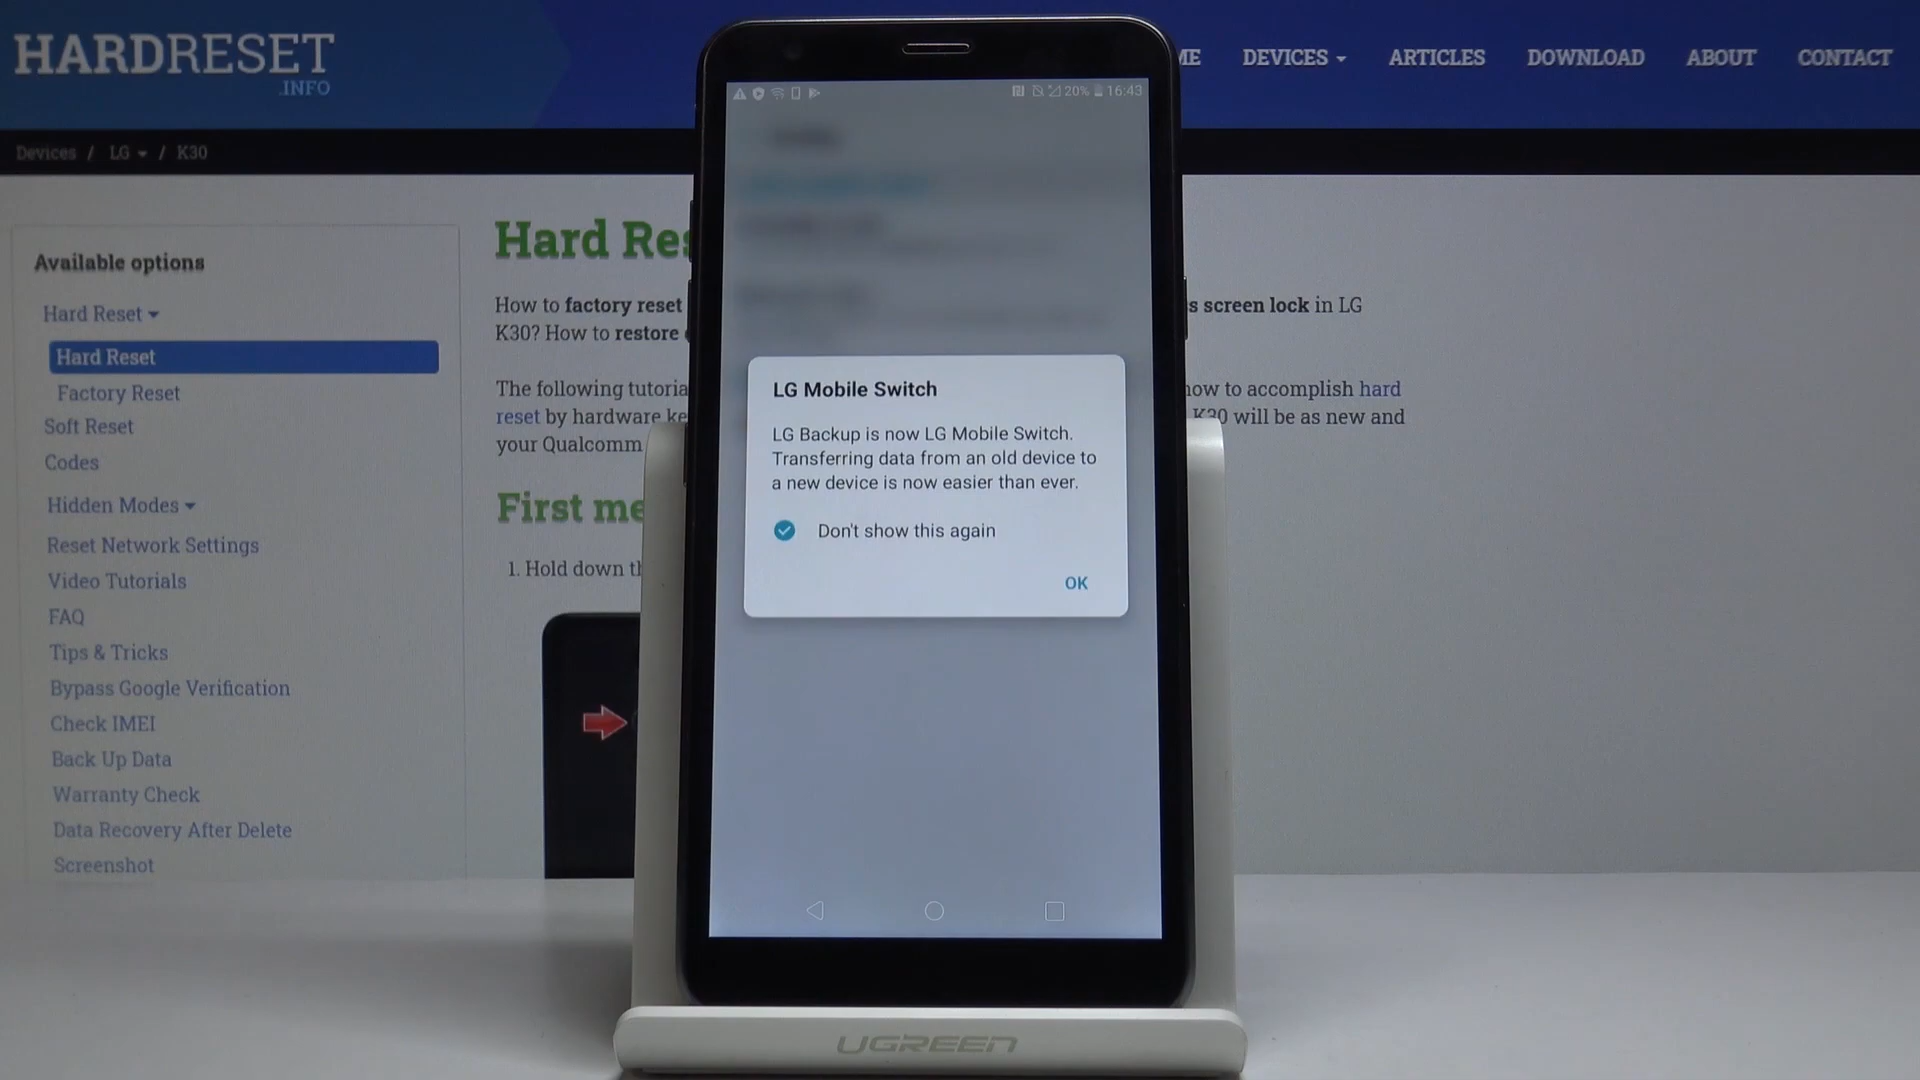 HARDRESET
.INFO
ME DEVICES ARTICLES DOWNLOAD ABOUT CONTACT
Devices / LG / K30
Available options
Hard Reset
Hard Reset
Factory Reset
Soft Reset
Codes
Hidden Modes
Reset Network Settings
Video Tutorials
FAQ
Tips & Tricks
Bypass Google Verification
Check IMEI
Back Up Data
Warranty Check
Data Recovery After Delete
Screenshot
Hard Res
How to factory reset s screen lock in LG
K30? How to restore
The following tutoria how to accomplish hard
reset by hardware ke K30 will be as new and
your Qualcomm
First me
1. Hold down th
20% 16:43
LG Mobile Switch
LG Backup is now LG Mobile Switch.
Transferring data from an old device to
a new device is now easier than ever.
Don't show this again
OK
UGREEN